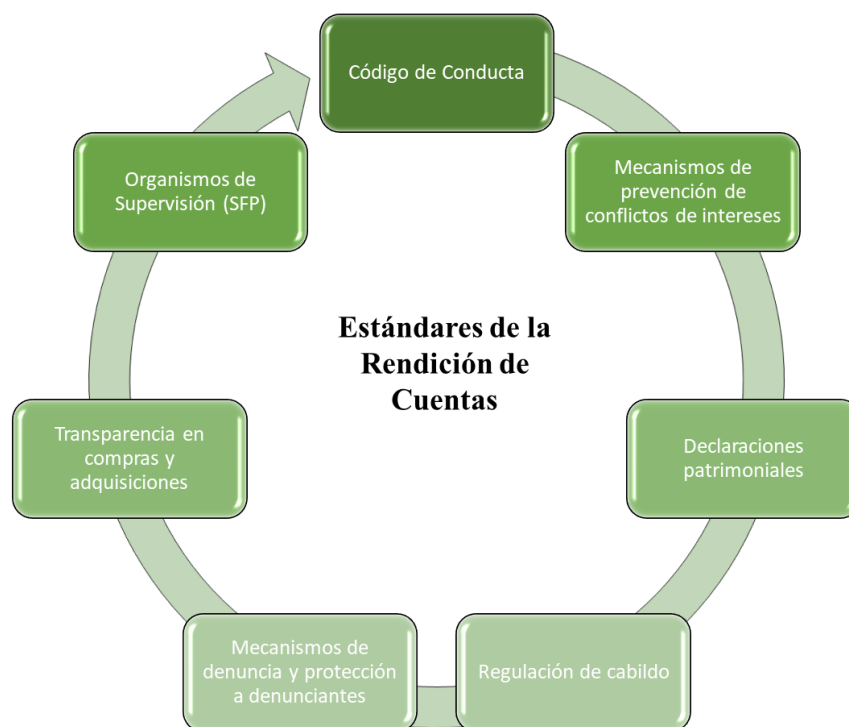 Código de Conducta
Mecanismos de
prevención de
conflictos de intereses
Declaraciones
patrimoniales
Regulación de cabildo
Mecanismos de
denuncia y protección
a denunciantes
Transparencia en
compras y
adquisiciones
Organismos de
Supervisión (SFP)
Estándares de la
Rendición de
Cuentas